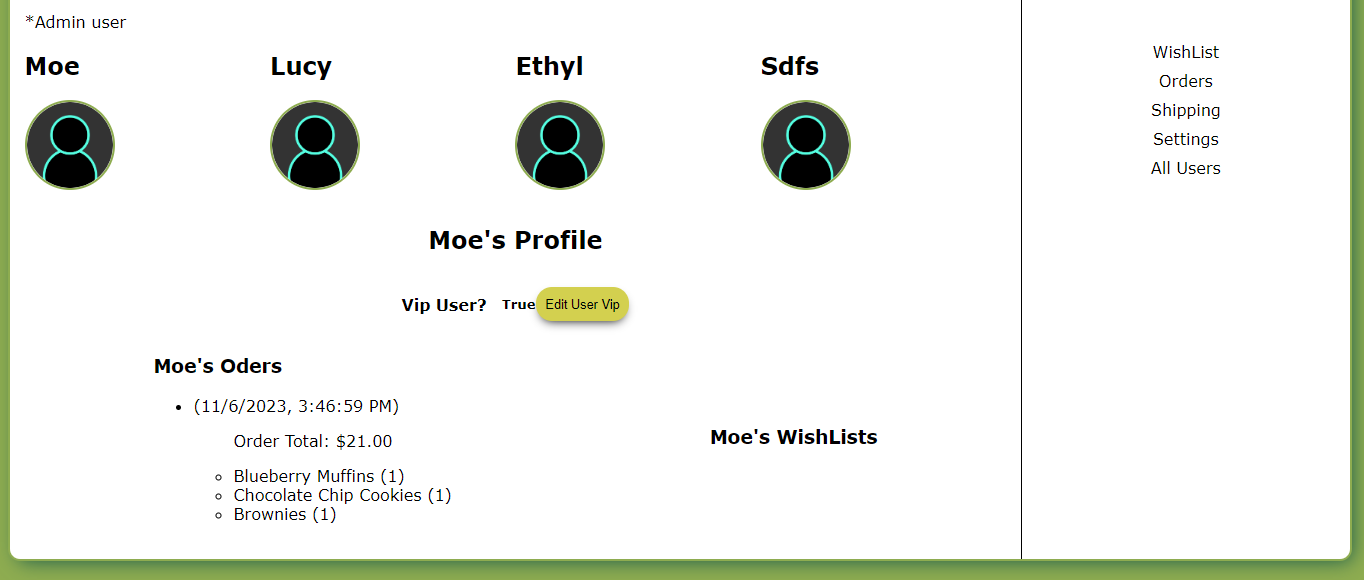 *Admin user
Moe Lucy Ethyl Sdfs
Moe's Profile
Vip User? True Edit User Vip
Moe's Oders
(11/6/2023, 3:46:59 PM)
Order Total: $21.00
Blueberry Muffins (1)
Chocolate Chip Cookies (1)
Brownies (1)
Moe's WishLists
WishList
Orders
Shipping
Settings
All Users